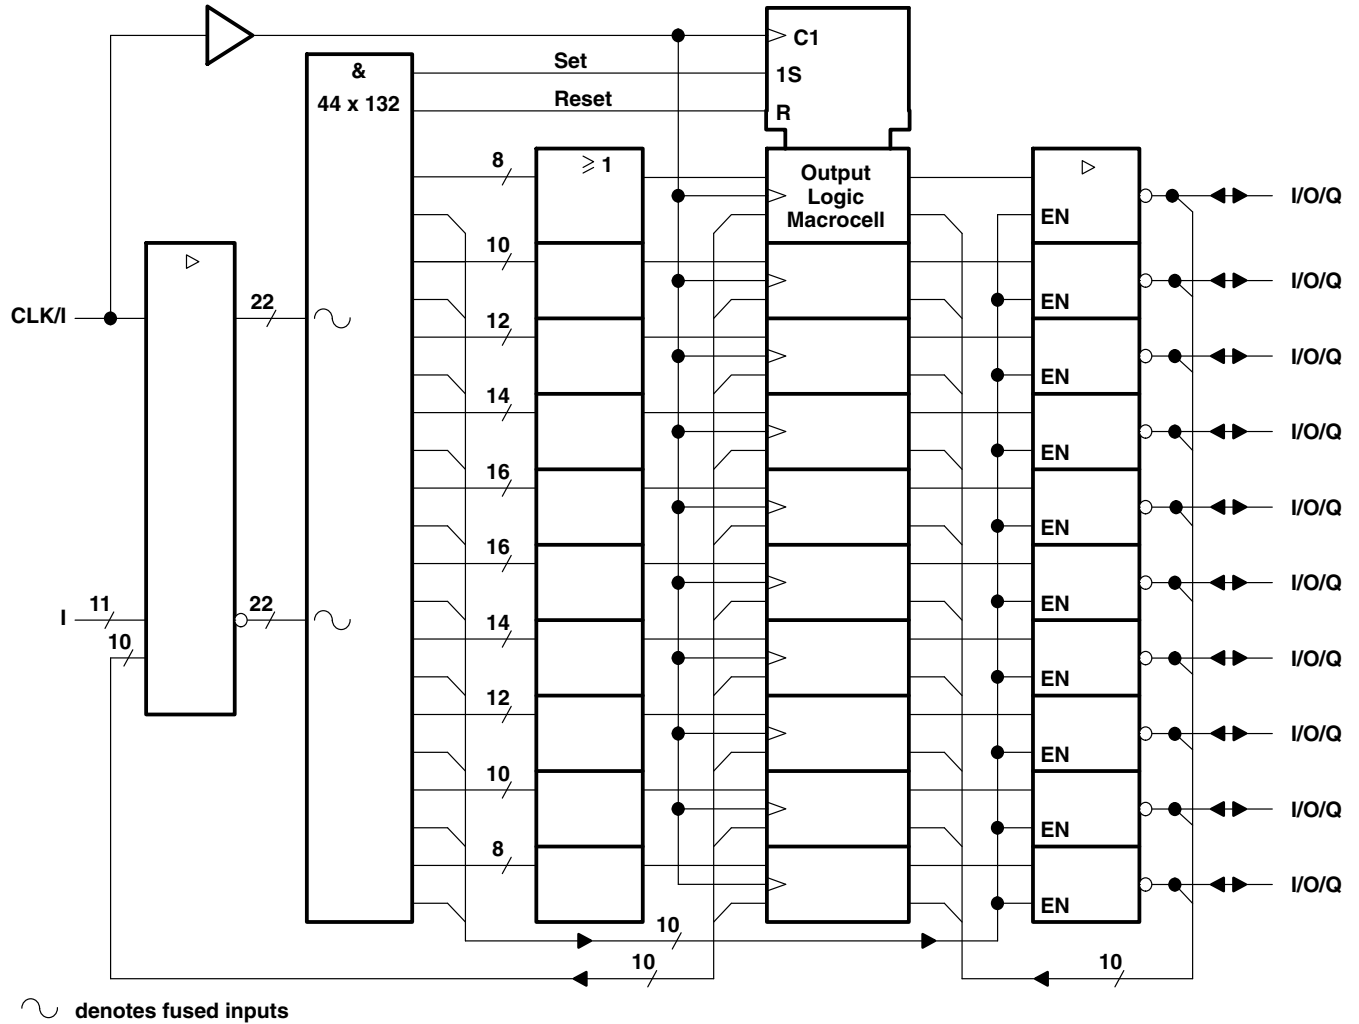 C1
Set
1S
Reset
R
&
44 x 132
8
≥ 1
Output
Logic
Macrocell
EN
I/O/Q
10
EN
I/O/Q
CLK/I
22
12
EN
I/O/Q
14
EN
I/O/Q
16
EN
I/O/Q
16
EN
I/O/Q
I
11
22
10
14
EN
I/O/Q
12
EN
I/O/Q
10
EN
I/O/Q
8
EN
I/O/Q
10
10
10
denotes fused inputs